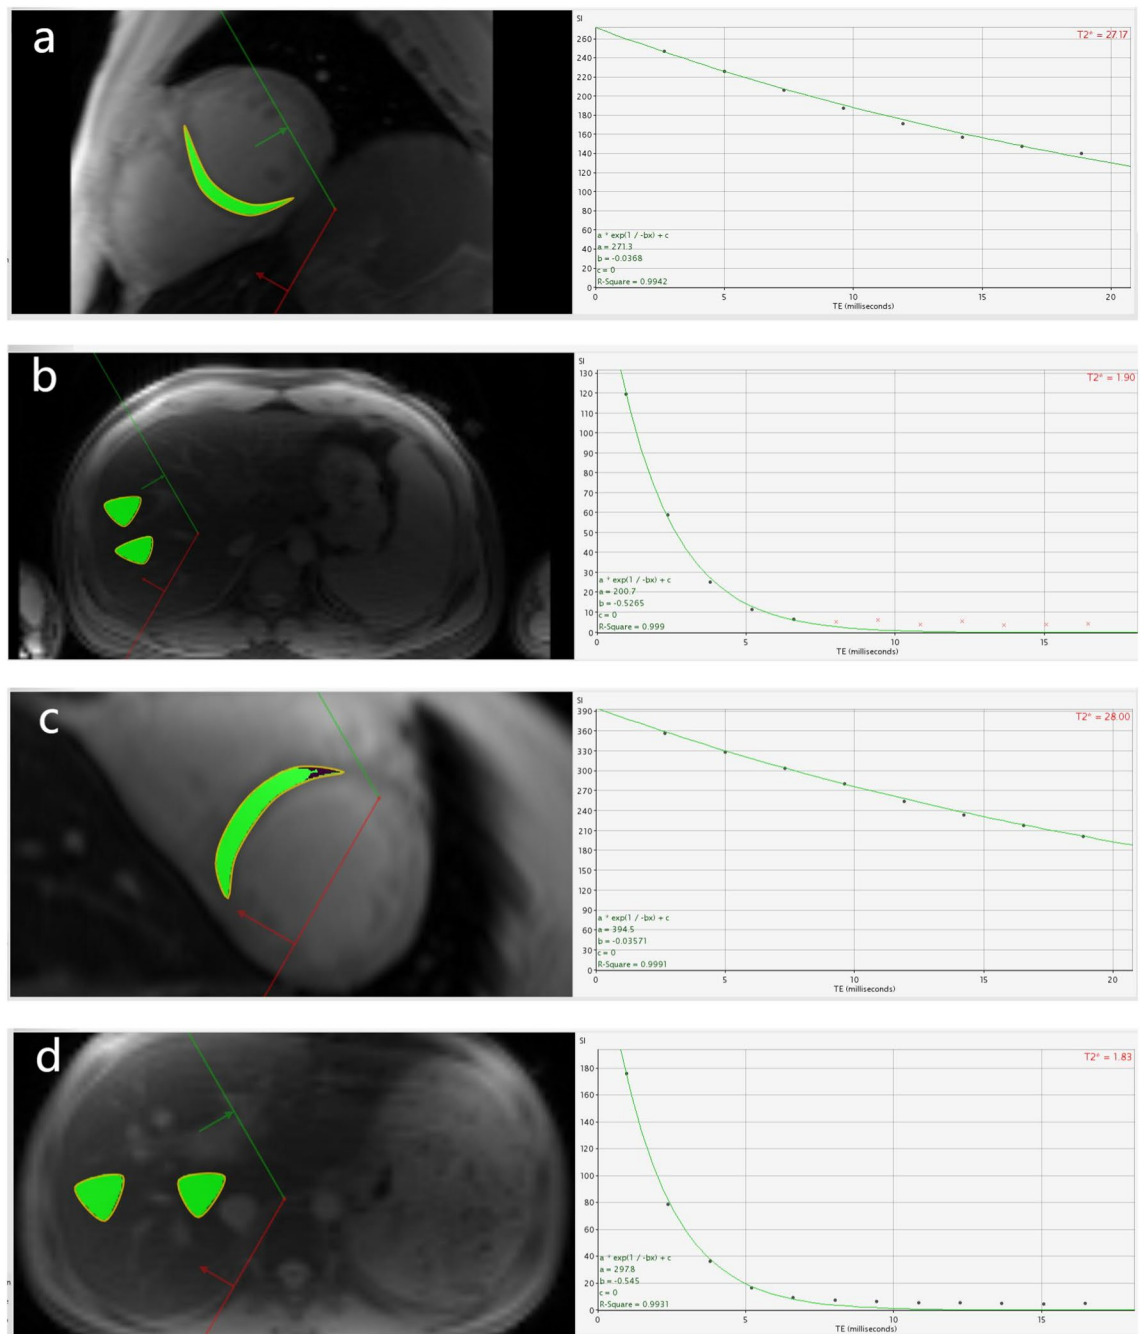 a
SI
T2* = 27.17
260
240
220
200
180
160
140
120
100
80
60
40
20
0
a * exp(1 / -bx) + c
a = 271.3
b = -0.0368
c = 0
R-Square = 0.9942
0 5 10 15 20
TE (milliseconds)
b
SI
T2* = 1.90
130
120
110
100
90
80
70
60
50
40
30
20
10
0
a * exp(1 / -bx) + c
a = 200.7
b = -0.5265
c = 0
R-Square = 0.999
0 5 10 15
TE (milliseconds)
c
SI
T2* = 28.00
390
360
330
300
270
240
210
180
150
120
90
60
30
0
a * exp(1 / -bx) + c
a = 394.5
b = -0.03571
c = 0
R-Square = 0.9991
0 5 10 15 20
TE (milliseconds)
d
SI
T2* = 1.83
180
160
140
120
100
80
60
40
20
0
a * exp(1 / -bx) + c
a = 297.8
b = -0.545
c = 0
R-Square = 0.9931
0 5 10 15
TE (milliseconds)